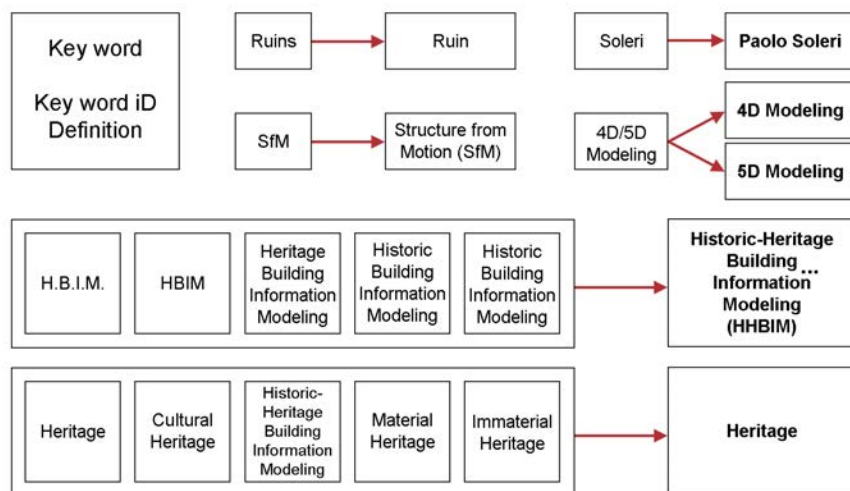 Key word
Key word iD
Definition
Ruins
Ruin
Soleri
Paolo Soleri
SfM
Structure from
Motion (SfM)
4D/5D
Modeling
4D Modeling
5D Modeling
H.B.I.M.
HBIM
Heritage
Building
Information
Modeling
Historic
Building
Information
Modeling
Historic
Building
Information
Modeling
Historic-Heritage
Building
...
Information
Modeling
(HHBIM)
Heritage
Cultural
Heritage
Historic-
Heritage
Building
Information
Modeling
Material
Heritage
Immaterial
Heritage
Heritage